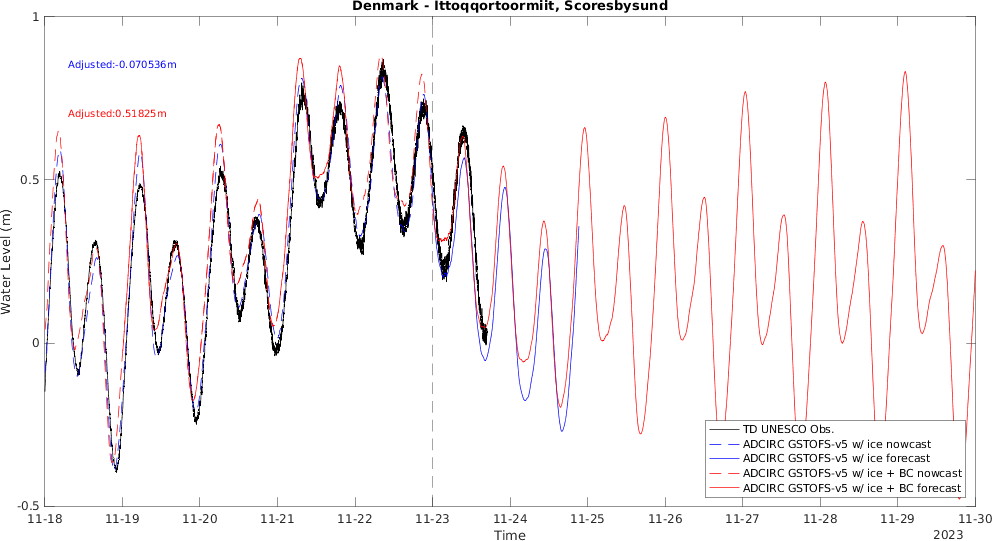 Denmark - Ittoqqortoormiit, Scoresbysund
1
Adjusted:-0.070536m
Adjusted:0.51825m
0.5
Water Level (m)
0
TD UNESCO Obs.
ADCIRC GSTOFS-v5 w/ ice nowcast
ADCIRC GSTOFS-v5 w/ ice forecast
ADCIRC GSTOFS-v5 w/ ice + BC nowcast
ADCIRC GSTOFS-v5 w/ ice + BC forecast
-0.5
11-18 11-19 11-20 11-21 11-22 11-23 11-24 11-25 11-26 11-27 11-28 11-29 11-30
Time
2023